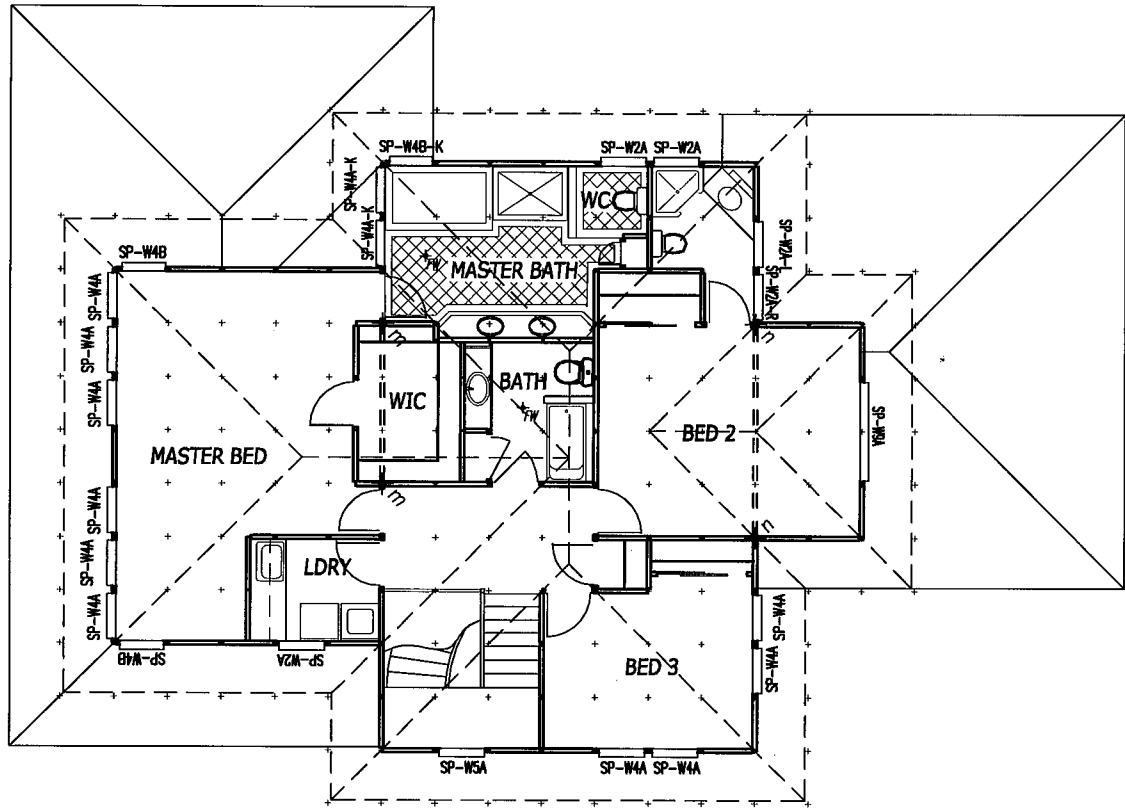 SP-W4B-K
SP-W2A
SP-W2A
SP-W4A-K
SP-W4A-K
WC
SP-W2A-L
SP-W4B
FW
MASTER BATH
SP-W2A-R
SP-W4A
SP-W4A
SP-W4A
m
n
BATH
WIC
FW
BED 2
SP-W9A
MASTER BED
SP-W4A
SP-W4A
SP-W4A
m
n
LDRY
SP-W4A
SP-W4A
SP-W4B
SP-W2A
BED 3
SP-W5A
SP-W4A
SP-W4A